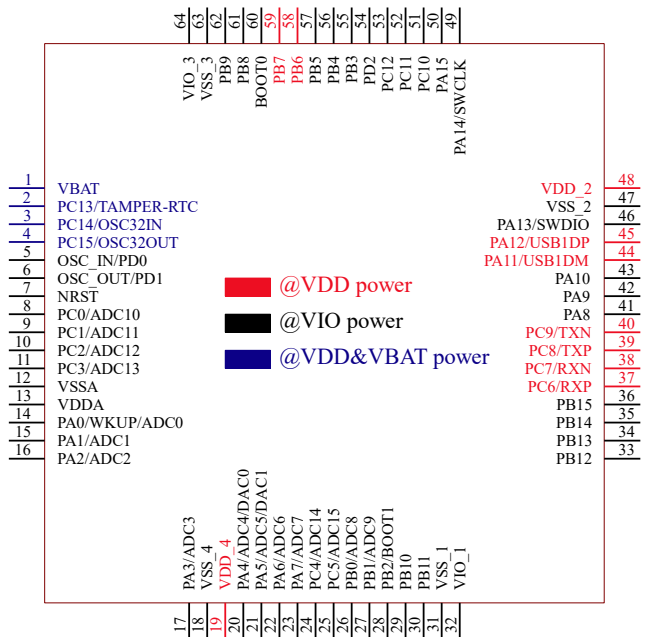 64
63
62
61
60
59
58
57
56
55
54
53
52
51
50
49
VIO_3
VSS_3
PB9
PB8
BOOT0
PB7
PB6
PB5
PB4
PB3
PD2
PC12
PC11
PC10
PA15
PA14/SWCLK
1 VBAT
2 PC13/TAMPER-RTC
3 PC14/OSC32IN
4 PC15/OSC32OUT
5 OSC_IN/PD0
6 OSC_OUT/PD1
7 NRST
8 PC0/ADC10
9 PC1/ADC11
10 PC2/ADC12
11 PC3/ADC13
12 VSSA
13 VDDA
14 PA0/WKUP/ADC0
15 PA1/ADC1
16 PA2/ADC2
@VDD power
@VIO power
@VDD&VBAT power
VDD_2 48
VSS_2 47
PA13/SWDIO 46
PA12/USB1DP 45
PA11/USB1DM 44
PA10 43
PA9 42
PA8 41
PC9/TXN 40
PC8/TXP 39
PC7/RXN 38
PC6/RXP 37
PB15 36
PB14 35
PB13 34
PB12 33
PA3/ADC3
VSS_4
VDD_4
PA4/ADC4/DAC0
PA5/ADC5/DAC1
PA6/ADC6
PA7/ADC7
PC4/ADC14
PC5/ADC15
PB0/ADC8
PB1/ADC9
PB2/BOOT1
PB10
PB11
VSS_1
VIO_1
17
18
19
20
21
22
23
24
25
26
27
28
29
30
31
32